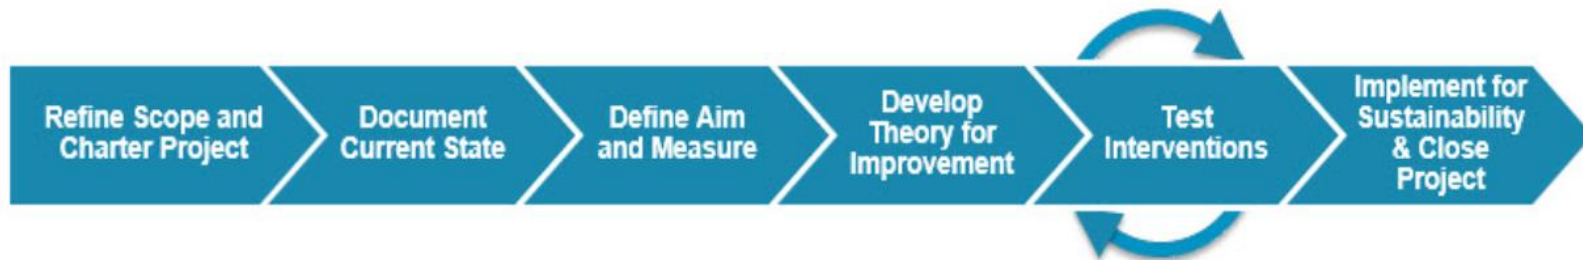 Refine Scope and
Charter Project
Document
Current State
Define Aim
and Measure
Develop
Theory for
Improvement
Test
Interventions
Implement for
Sustainability
& Close
Project